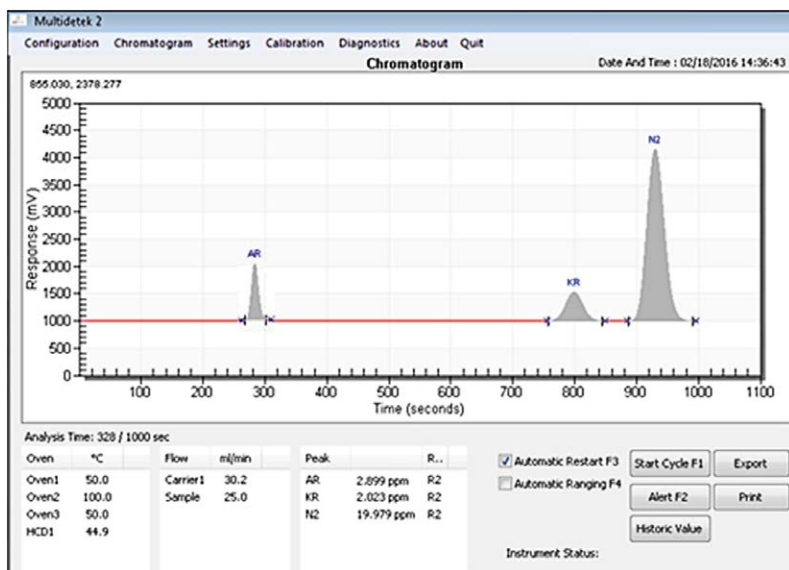 Multidetek 2
Configuration Chromatogram Settings Calibration Diagnostics About Quit
Chromatogram
Date And Time : 02/18/2016 14:36:43
855.030, 2378.277
Response (mV)
5000
4500
4000
3500
3000
2500
2000
1500
1000
500
0
AR
KR
N2
100 200 300 400 500 600 700 800 900 1000 1100
Time (seconds)
Analysis Time: 328 / 1000 sec
Oven °C
Oven1 50.0
Oven2 100.0
Oven3 50.0
HCD1 44.9
Flow ml/min
Carrier1 30.2
Sample 25.0
Peak R..
AR 2.899 ppm R2
KR 2.023 ppm R2
N2 19.979 ppm R2
Automatic Restart F3
Automatic Ranging F4
Start Cycle F1 Export
Alert F2 Print
Historic Value
Instrument Status: